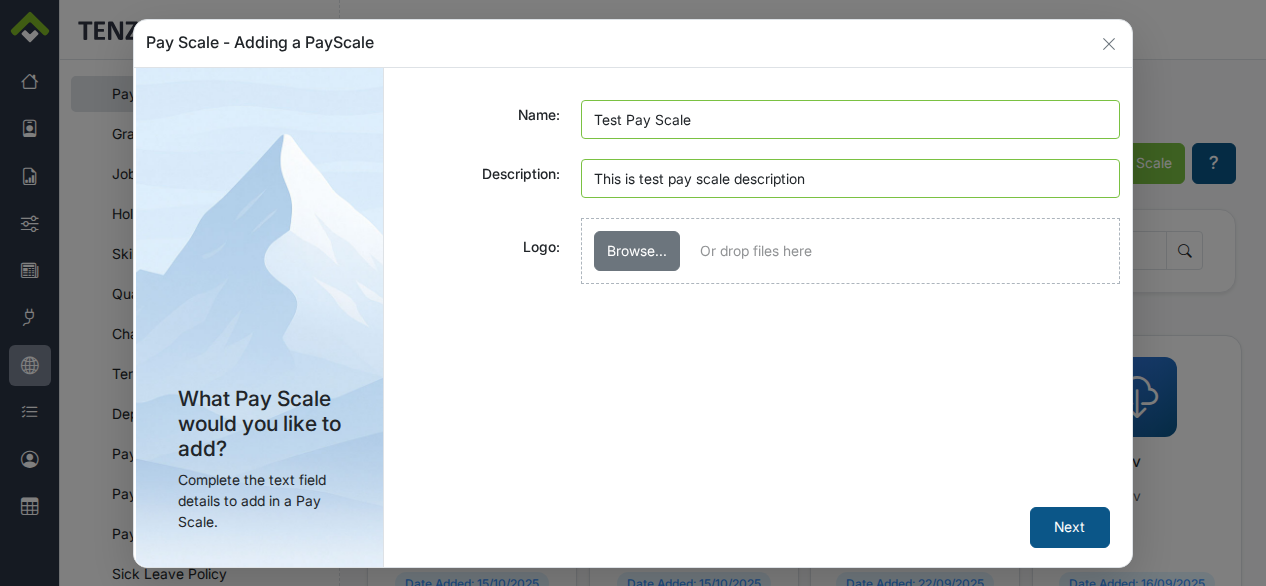 TENZ
Pay Scale - Adding a PayScale
Name:
Test Pay Scale
Description:
This is test pay scale description
Logo:
Browse...
Or drop files here
What Pay Scale
would you like to
add?
Complete the text field
details to add in a Pay
Scale.
Next
Scale
?
Pay
Gra
Job
Hol
Skil
Qua
Cha
Ter
Dep
Pay
Pay
Pay
Sick Leave Policy
v
v
Date Added: 15/10/2025
Date Added: 15/10/2025
Date Added: 22/09/2025
Date Added: 16/09/2025